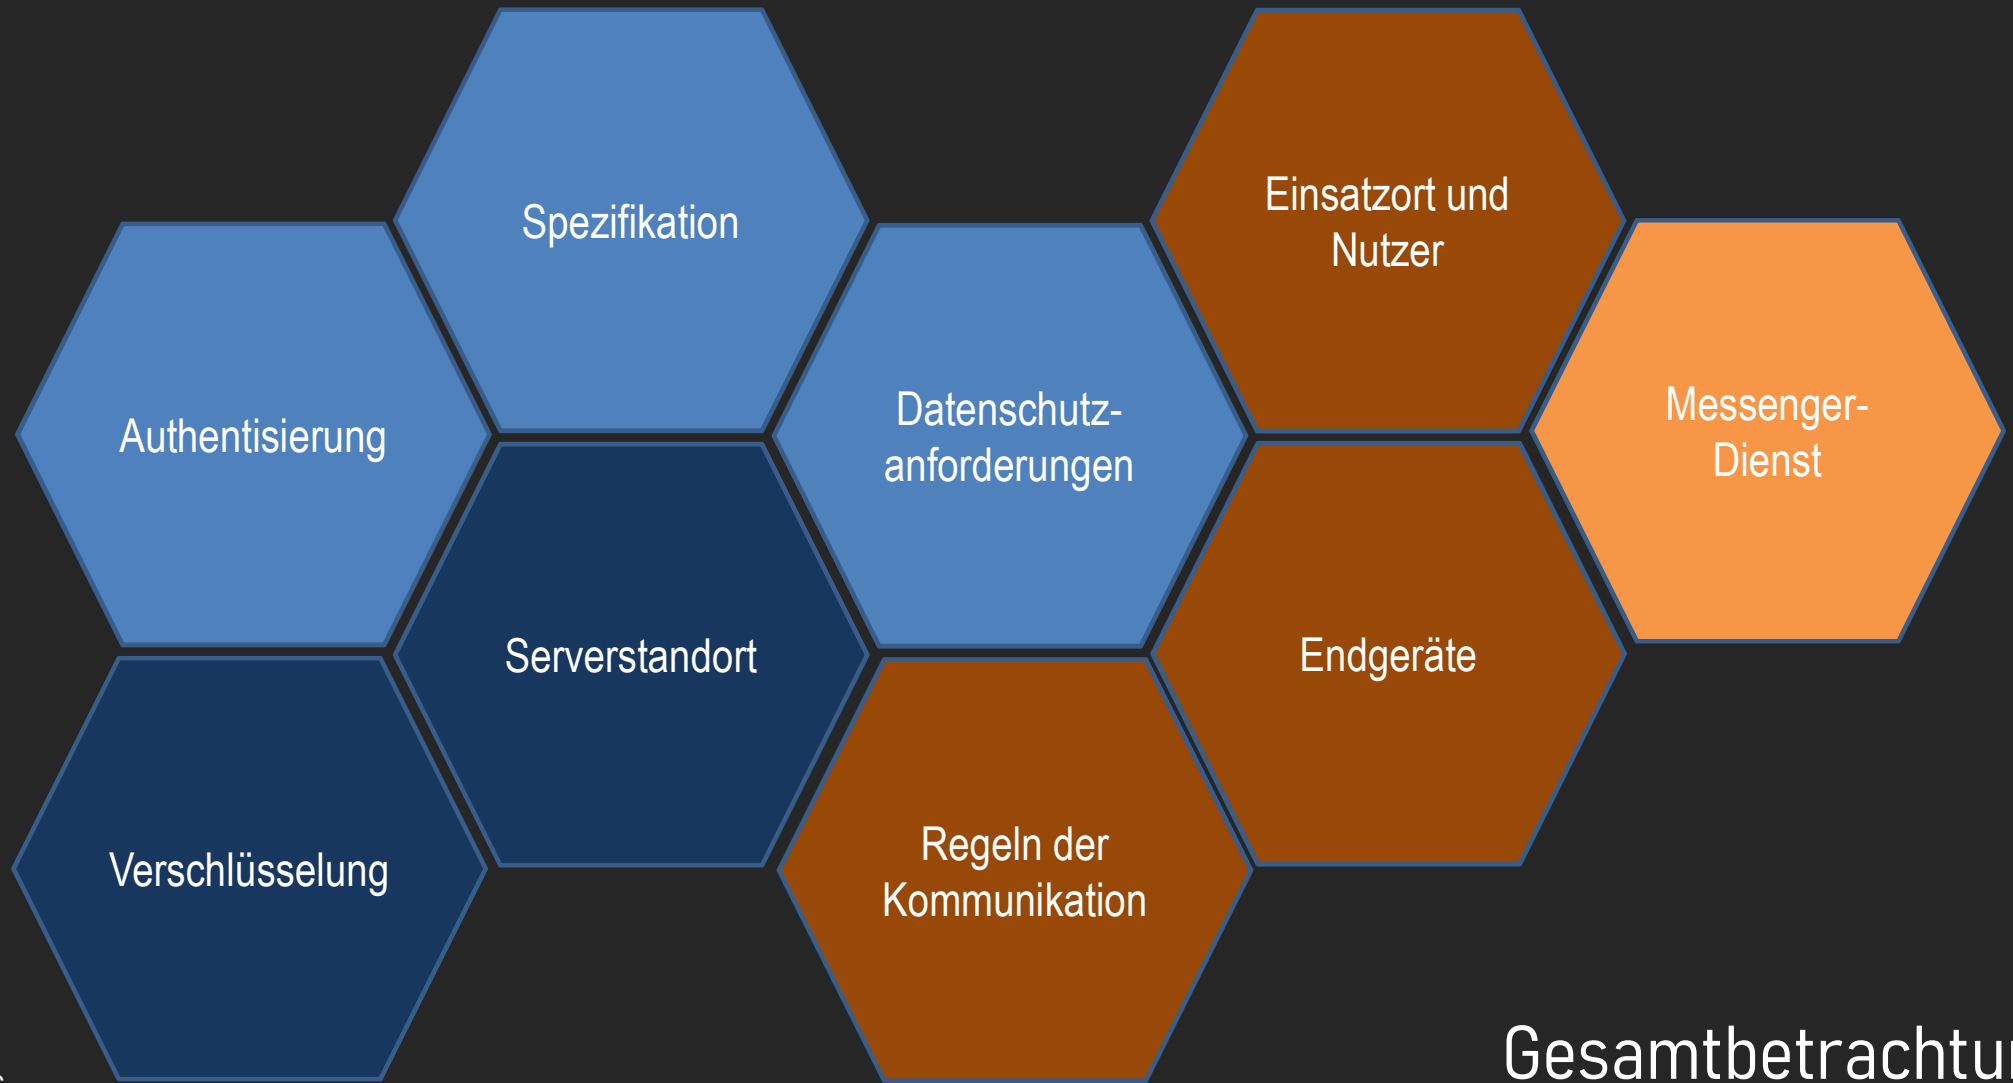 Spezifikation
Einsatzort und
Nutzer
Authentisierung
Datenschutz-
anforderungen
Messenger-
Dienst
Serverstandort
Endgeräte
Verschlüsselung
Regeln der
Kommunikation